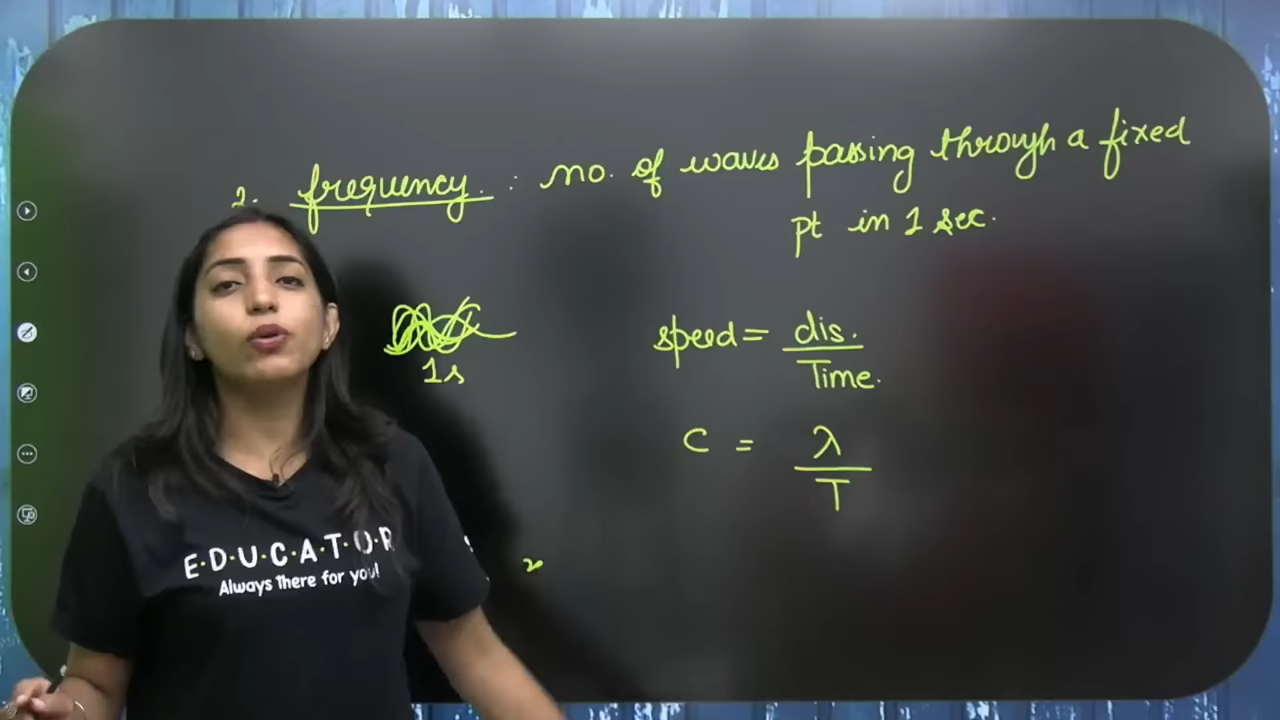 2. frequency. : no. of waves passing through a fixed
pt in 1 sec.
1s
speed = dis.
Time.
C = λ
T
E·D·U·C·A·T·O·R
Always There for you!